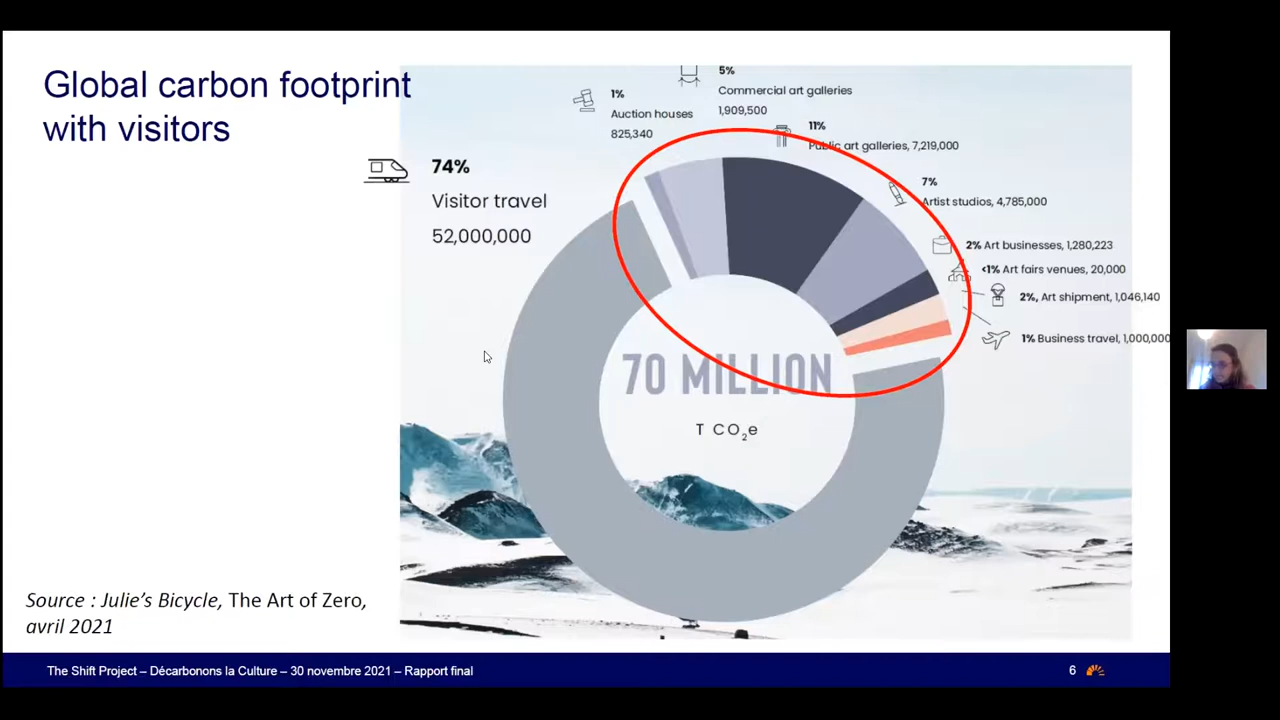 Global carbon footprint
with visitors
74%
Visitor travel
52,000,000
1%
Auction houses
825,340
5%
Commercial art galleries
1,909,500
11%
Public art galleries, 7,219,000
7%
Artist studios, 4,785,000
2% Art businesses, 1,280,223
<1% Art fairs venues, 20,000
2%, Art shipment, 1,046,140
1% Business travel, 1,000,000
70 MILLION
T CO₂e
Source : Julie's Bicycle, The Art of Zero,
avril 2021
The Shift Project – Décarbonons la Culture – 30 novembre 2021 – Rapport final
6